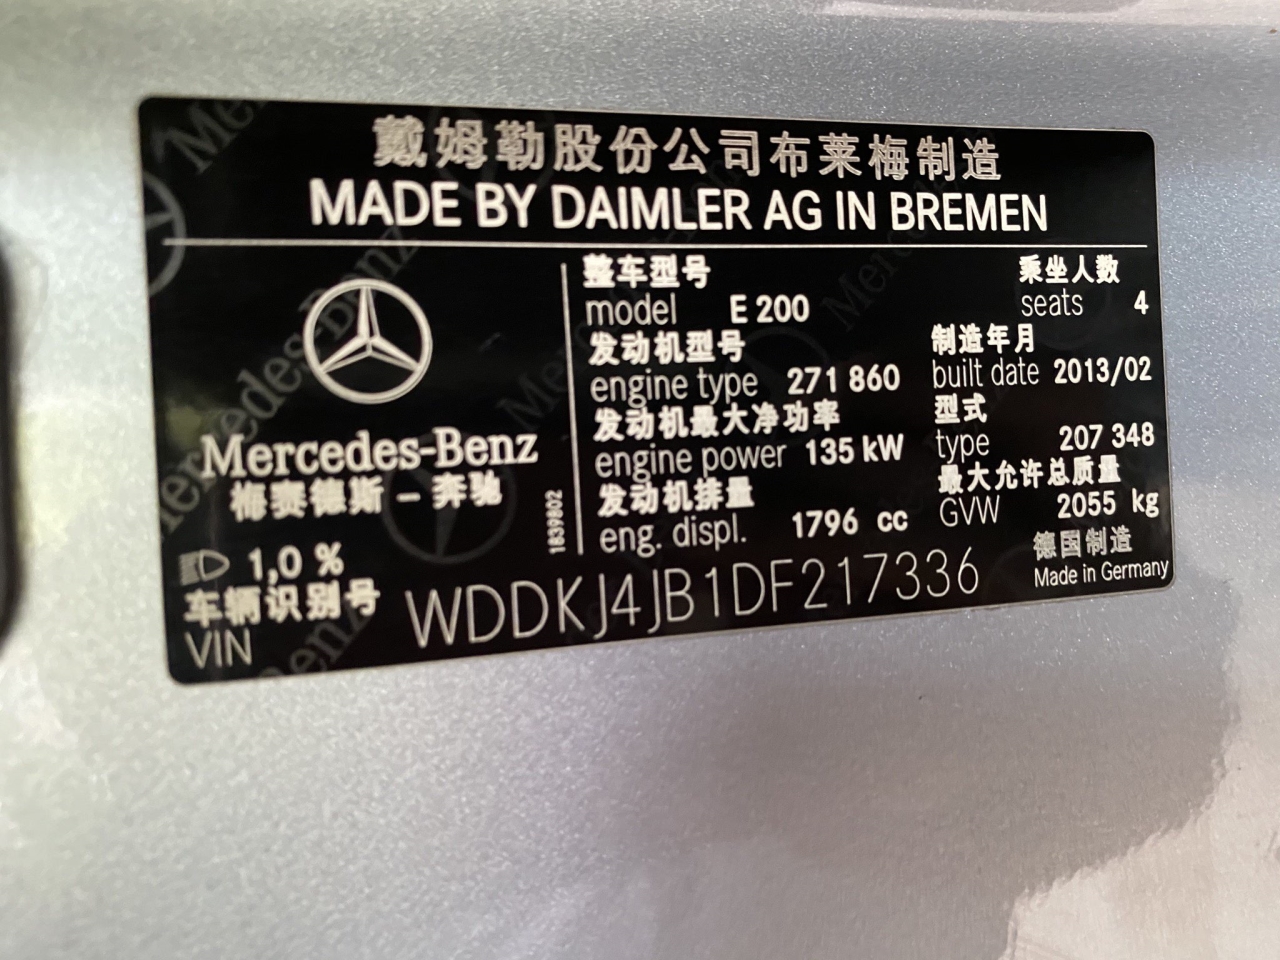 戴姆勒股份公司布莱梅制造
MADE BY DAIMLER AG IN BREMEN
Mercedes-Benz
梅赛德斯-奔驰
1839802
整车型号
model E 200
乘坐人数
seats 4
发动机型号
engine type 271 860
制造年月
built date 2013/02
发动机最大净功率
engine power 135 kW
型式
type 207 348
发动机排量
eng. displ. 1796 cc
最大允许总质量
GVW 2055 kg
1,0 %
车辆识别号
VIN WDDKJ4JB1DF217336
德国制造
Made in Germany